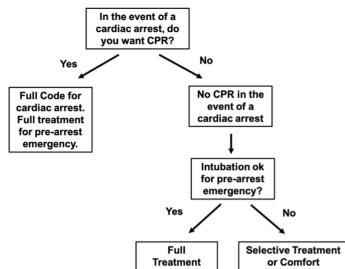 In the event of a
cardiac arrest, do
you want CPR?
Yes
No
Full Code for
cardiac arrest.
Full treatment
for pre-arrest
emergency.
No CPR in the
event of a
cardiac arrest
Intubation ok
for pre-arrest
emergency?
Yes
No
Full
Treatment
Selective Treatment
or Comfort